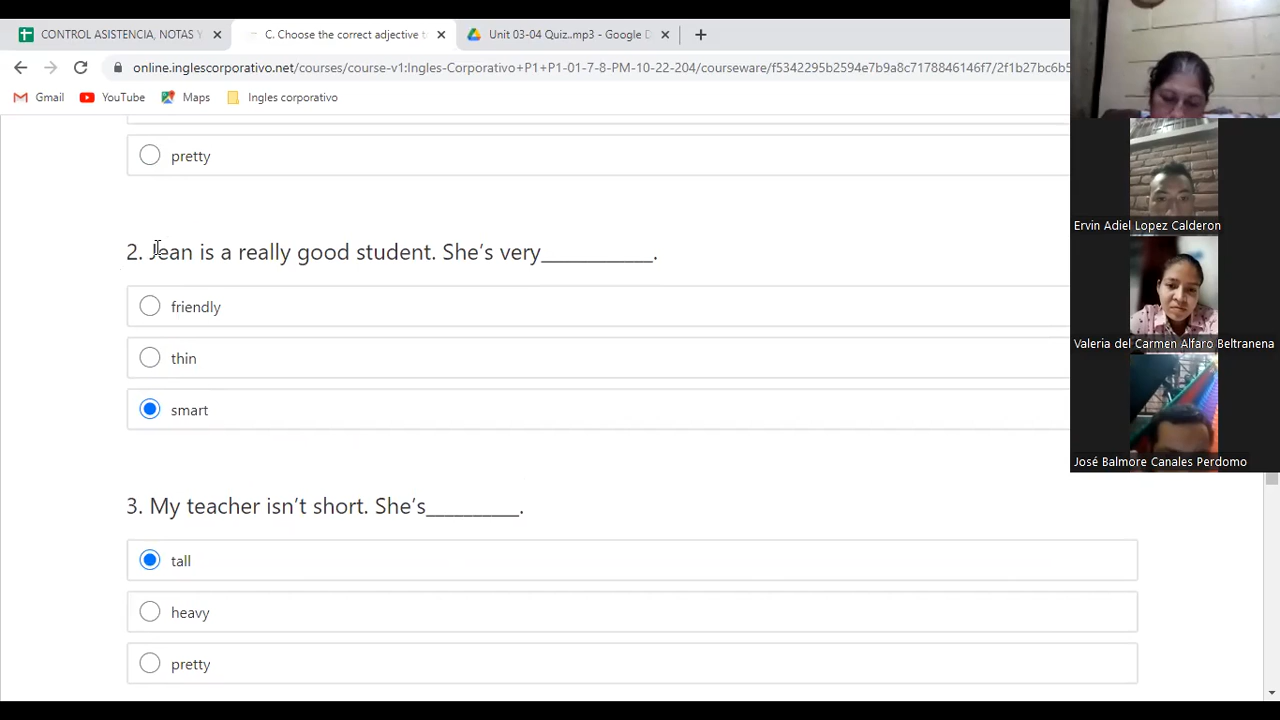 CONTROL ASISTENCIA, NOTAS Y
C. Choose the correct adjective t
Unit 03-04 Quiz..mp3 - Google D
online.inglescorporativo.net/courses/course-v1:Ingles-Corporativo+P1+P1-01-7-8-PM-10-22-204/courseware/f5342295b2594e7b9a8c7178846146f7/2f1b27bc6b5
Gmail
YouTube
Maps
Ingles corporativo
pretty
2. Jean is a really good student. She’s very____________.
friendly
thin
smart
3. My teacher isn’t short. She’s__________.
tall
heavy
pretty
Ervin Adiel Lopez Calderon
Valeria del Carmen Alfaro Beltranena
José Balmore Canales Perdomo